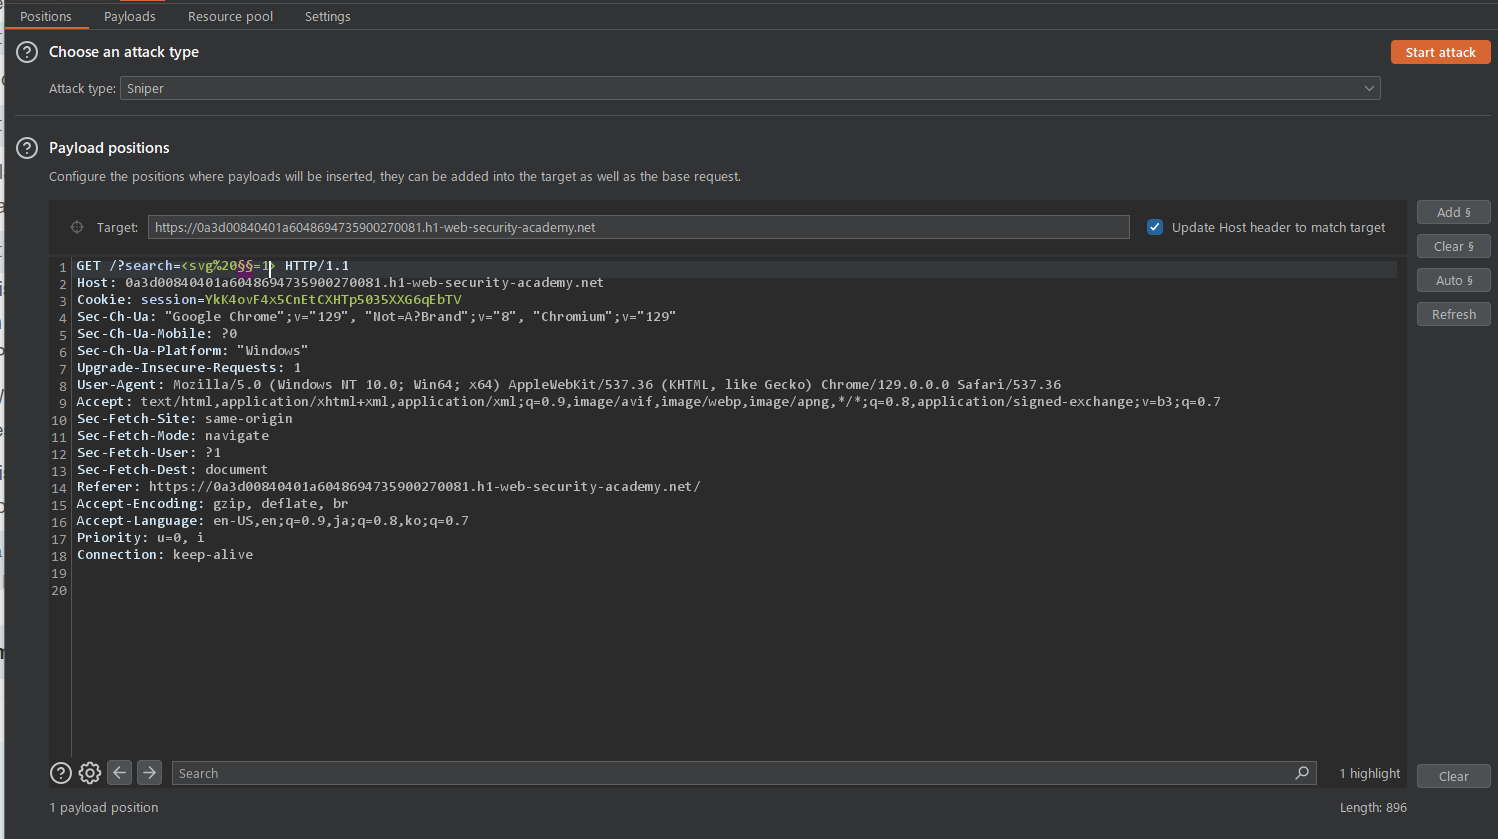 Positions Payloads Resource pool Settings
? Choose an attack type Start attack
Attack type: Sniper
? Payload positions
Configure the positions where payloads will be inserted, they can be added into the target as well as the base request.
Target: https://0a3d00840401a6048694735900270081.h1-web-security-academy.net Update Host header to match target
Add §
Clear §
Auto §
Refresh
1 GET /?search=<svg%20§§=1> HTTP/1.1
2 Host: 0a3d00840401a6048694735900270081.h1-web-security-academy.net
3 Cookie: session=YkK4ovF4x5CnEtCXHTp5035XXG6qEbTV
4 Sec-Ch-Ua: "Google Chrome";v="129", "Not=A?Brand";v="8", "Chromium";v="129"
5 Sec-Ch-Ua-Mobile: ?0
6 Sec-Ch-Ua-Platform: "Windows"
7 Upgrade-Insecure-Requests: 1
8 User-Agent: Mozilla/5.0 (Windows NT 10.0; Win64; x64) AppleWebKit/537.36 (KHTML, like Gecko) Chrome/129.0.0.0 Safari/537.36
9 Accept: text/html,application/xhtml+xml,application/xml;q=0.9,image/avif,image/webp,image/apng,*/*;q=0.8,application/signed-exchange;v=b3;q=0.7
10 Sec-Fetch-Site: same-origin
11 Sec-Fetch-Mode: navigate
12 Sec-Fetch-User: ?1
13 Sec-Fetch-Dest: document
14 Referer: https://0a3d00840401a6048694735900270081.h1-web-security-academy.net/
15 Accept-Encoding: gzip, deflate, br
16 Accept-Language: en-US,en;q=0.9,ja;q=0.8,ko;q=0.7
17 Priority: u=0, i
18 Connection: keep-alive
19
20
? Search 1 highlight Clear
1 payload position Length: 896